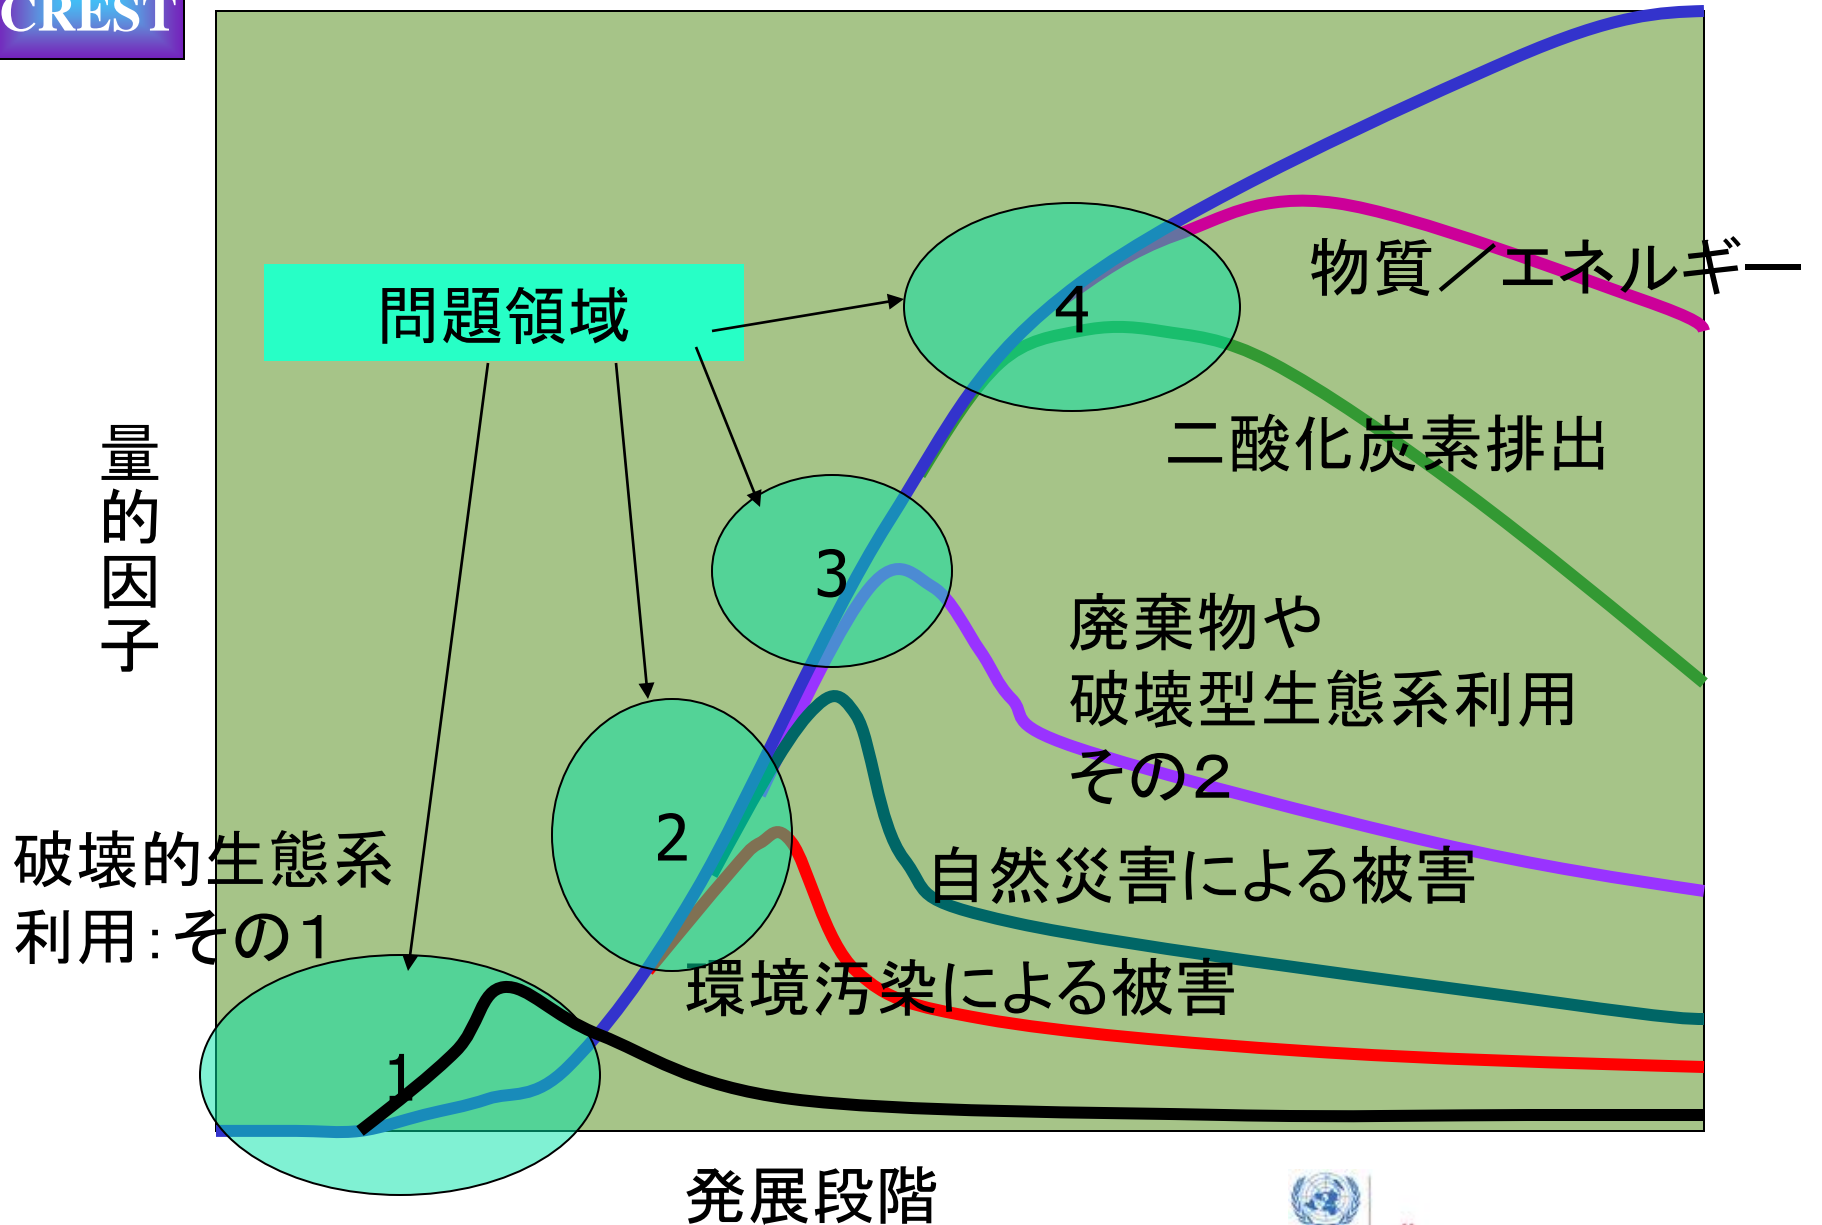 CREST
物質／エネルギー
問題領域
4
二酸化炭素排出
量的因子
3
廃棄物や
破壊型生態系利用
その２
2
破壊的生態系
利用：その１
自然災害による被害
環境汚染による被害
1
発展段階